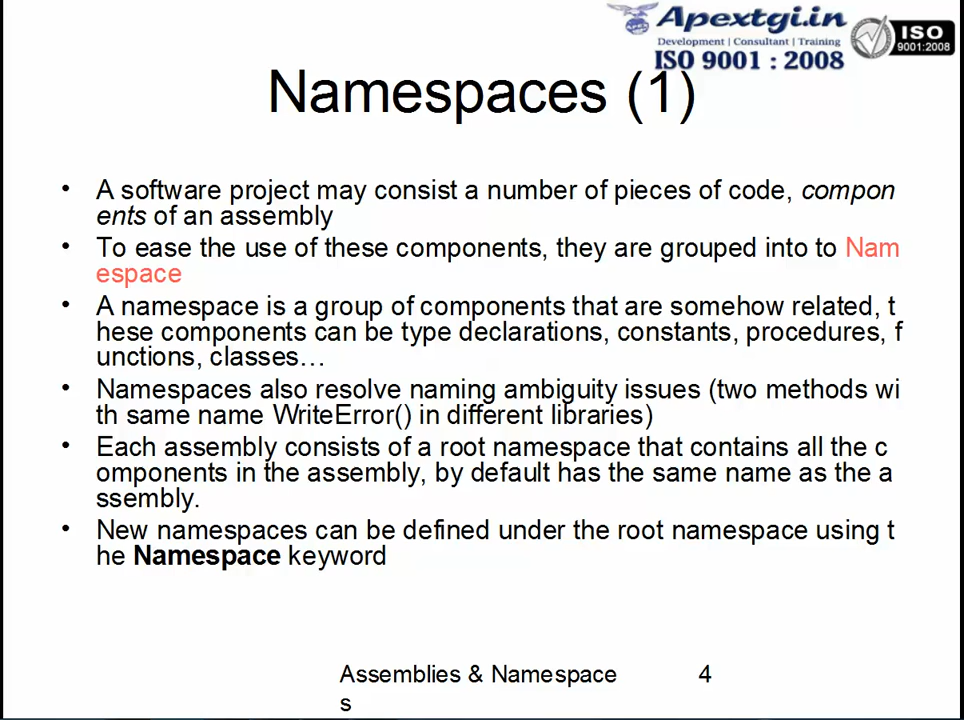 Apextgi.in
Development | Consultant | Training
ISO 9001 : 2008
ISO
9001:2008
Namespaces (1)
• A software project may consist a number of pieces of code, compon
ents of an assembly
• To ease the use of these components, they are grouped into to Nam
espace
• A namespace is a group of components that are somehow related, t
hese components can be type declarations, constants, procedures, f
unctions, classes…
• Namespaces also resolve naming ambiguity issues (two methods wi
th same name WriteError() in different libraries)
• Each assembly consists of a root namespace that contains all the c
omponents in the assembly, by default has the same name as the a
ssembly.
• New namespaces can be defined under the root namespace using t
he Namespace keyword
Assemblies & Namespace
s
4